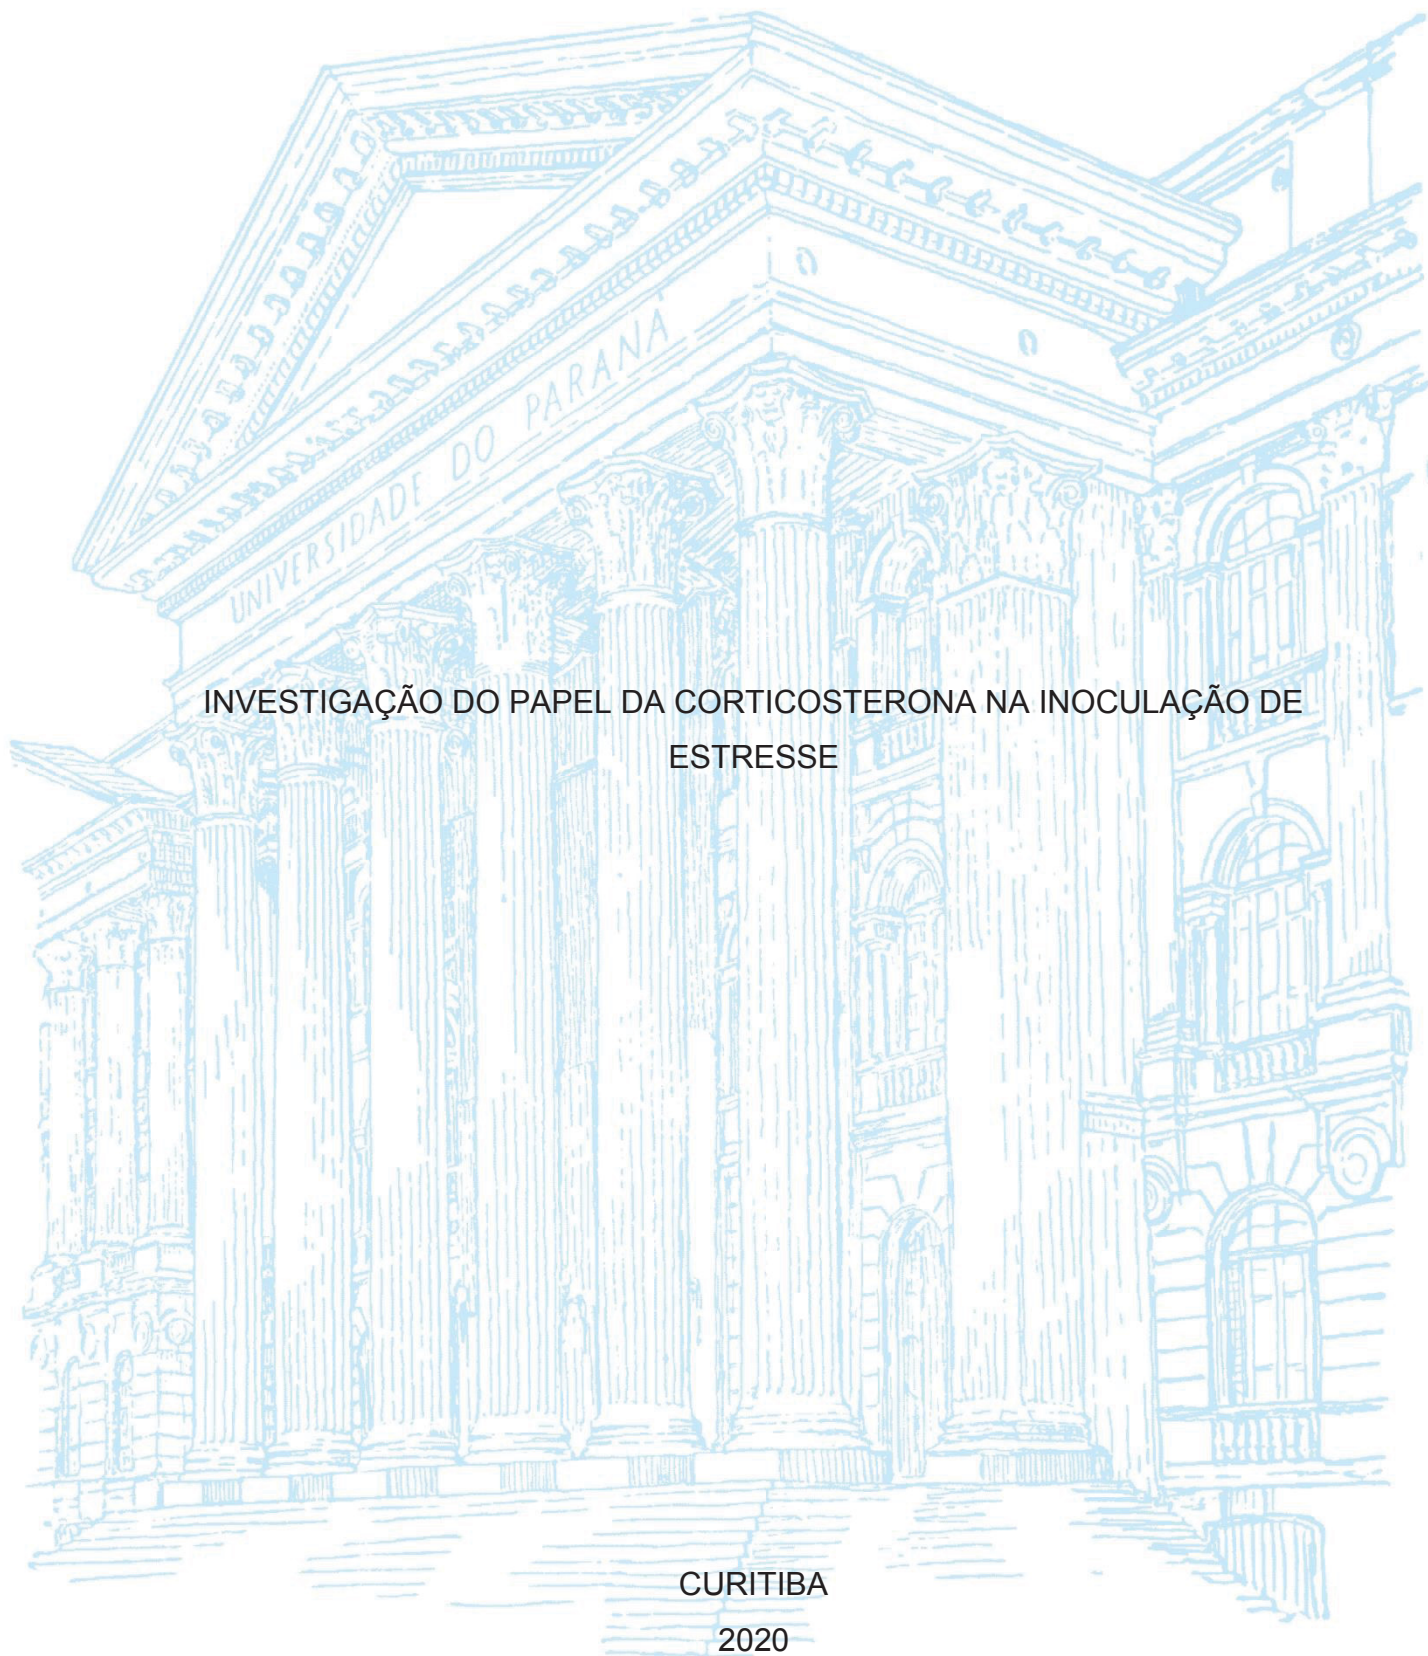 UNIVERSIDADE DO PARANÁ
INVESTIGAÇÃO DO PAPEL DA CORTICOSTERONA NA INOCULAÇÃO DE
ESTRESSE
CURITIBA
2020